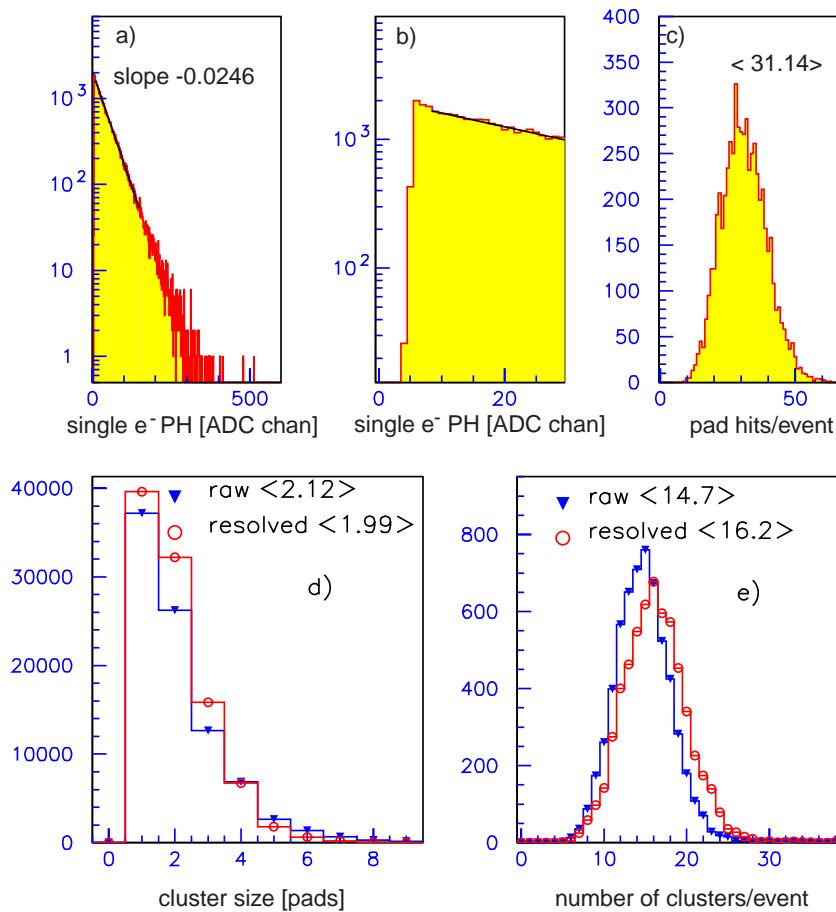 a)
slope -0.0246
10³
10²
10
1
0
500
single e⁻ PH [ADC chan]
b)
10³
10²
0
20
single e⁻ PH [ADC chan]
c)
< 31.14>
400
350
300
250
200
150
100
50
0
0
50
pad hits/event
raw <2.12>
resolved <1.99>
d)
40000
30000
20000
10000
0
0
2
4
6
8
cluster size [pads]
raw <14.7>
resolved <16.2>
e)
800
600
400
200
0
0
10
20
30
number of clusters/event